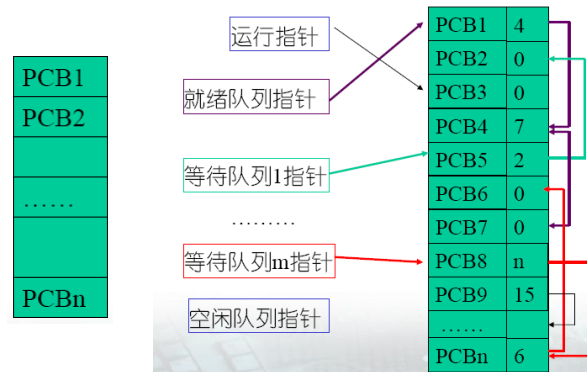 PCB1
PCB2
……
PCBn
运行指针
就绪队列指针
等待队列1指针
………
等待队列m指针
空闲队列指针
PCB1 4
PCB2 0
PCB3 0
PCB4 7
PCB5 2
PCB6 0
PCB7 0
PCB8 n
PCB9 15
……
PCBn 6